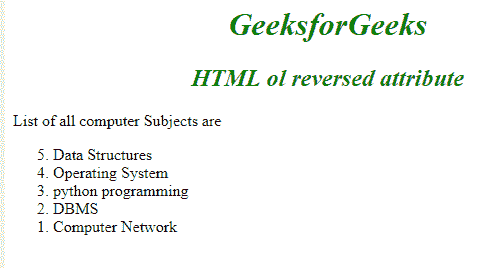 GeeksforGeeks
HTML ol reversed attribute
List of all computer Subjects are
5. Data Structures
4. Operating System
3. python programming
2. DBMS
1. Computer Network